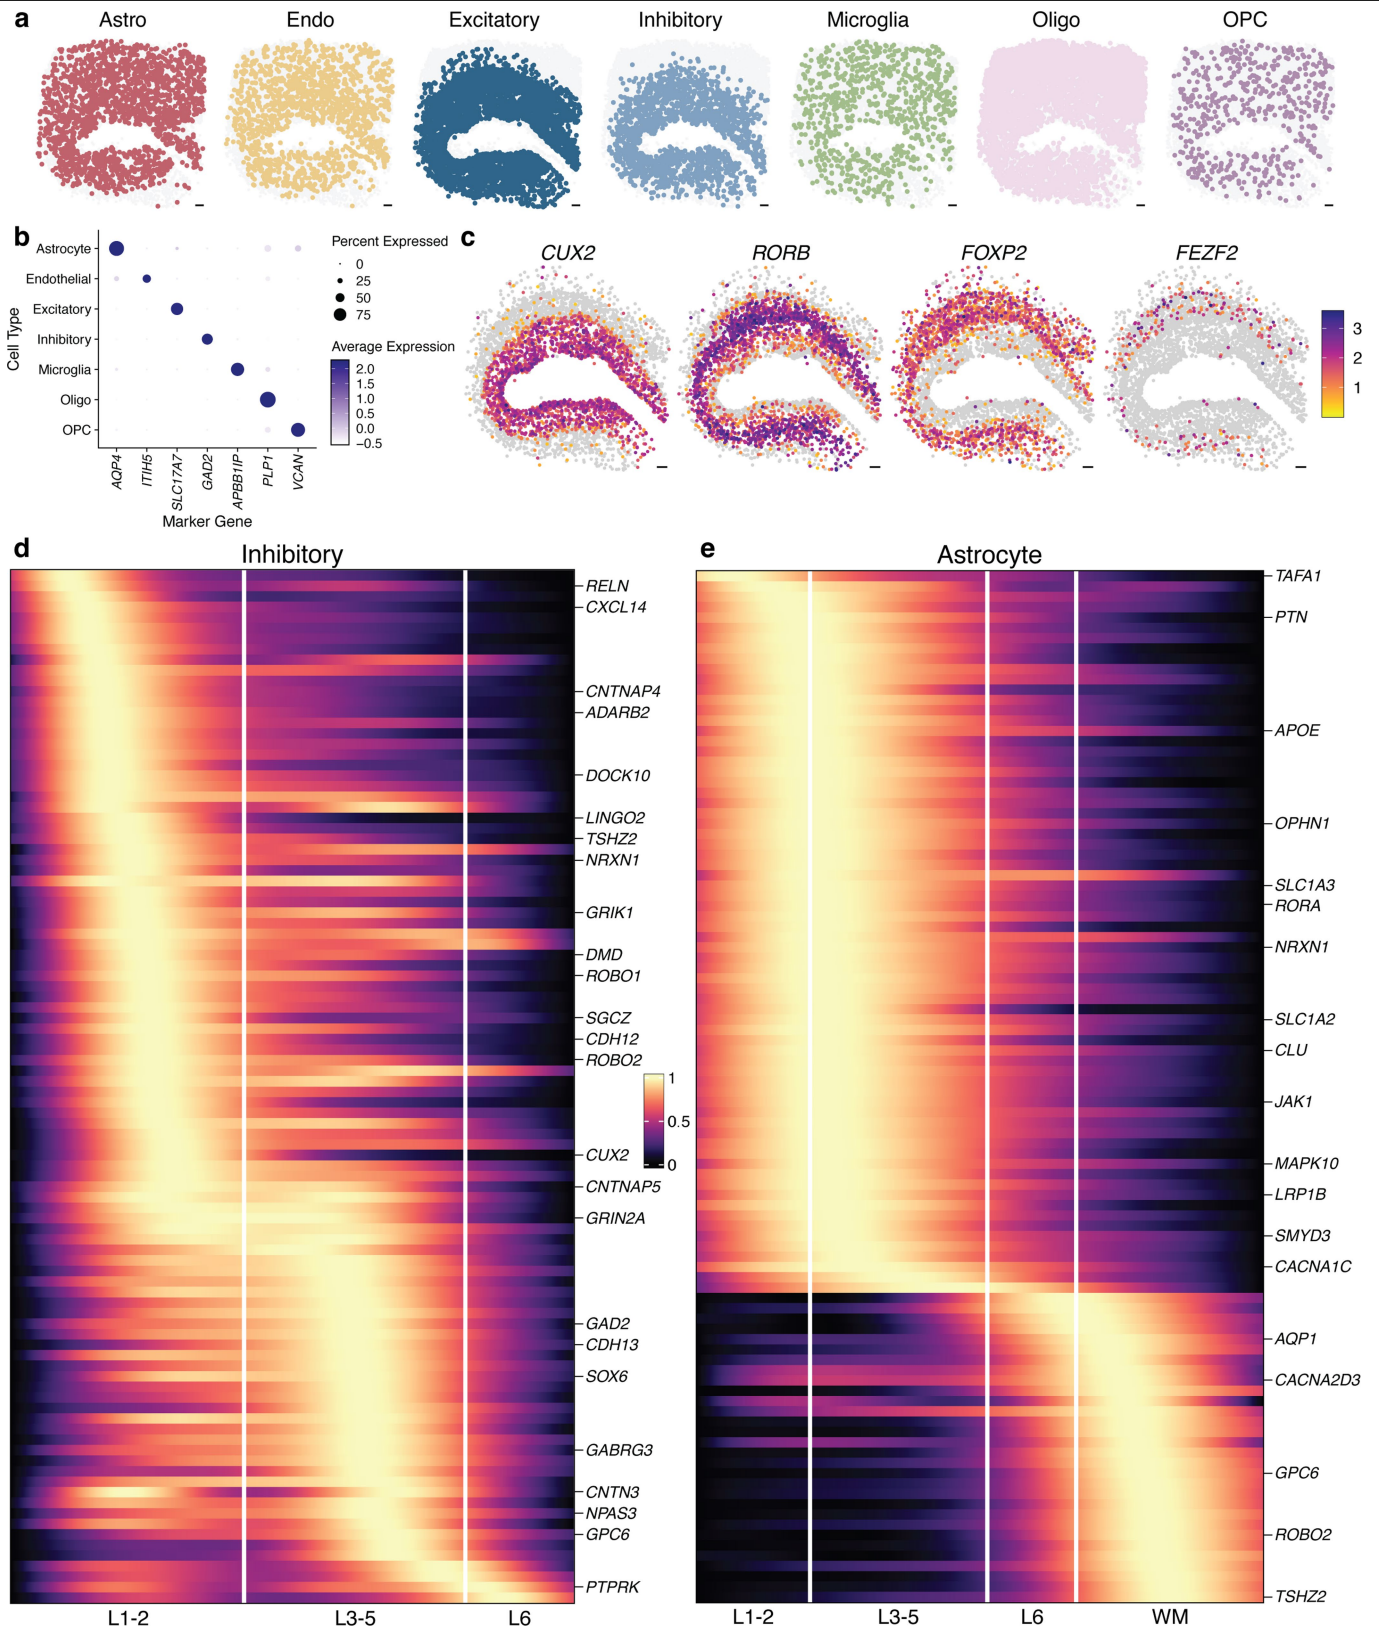 a
Astro Endo Excitatory Inhibitory Microglia Oligo OPC
b
Percent Expressed
0
25
50
75
Average Expression
2.0
1.5
1.0
0.5
0.0
−0.5
Cell Type
Astrocyte
Endothelial
Excitatory
Inhibitory
Microglia
Oligo
OPC
AQP4 ITIH5 SLC17A7 GAD2 APBB1IP PLP1 VCAN
Marker Gene
c
CUX2 RORB FOXP2 FEZF2
3
2
1
d
Inhibitory
RELN
CXCL14
CNTNAP4
ADARB2
DOCK10
LINGO2
TSHZ2
NRXN1
GRIK1
DMD
ROBO1
SGCZ
CDH12
ROBO2
CUX2
CNTNAP5
GRIN2A
GAD2
CDH13
SOX6
GABRG3
CNTN3
NPAS3
GPC6
PTPRK
L1-2 L3-5 L6
1
0.5
0
e
Astrocyte
TAFA1
PTN
APOE
OPHN1
SLC1A3
RORA
NRXN1
SLC1A2
CLU
JAK1
MAPK10
LRP1B
SMYD3
CACNA1C
AQP1
CACNA2D3
GPC6
ROBO2
TSHZ2
L1-2 L3-5 L6 WM